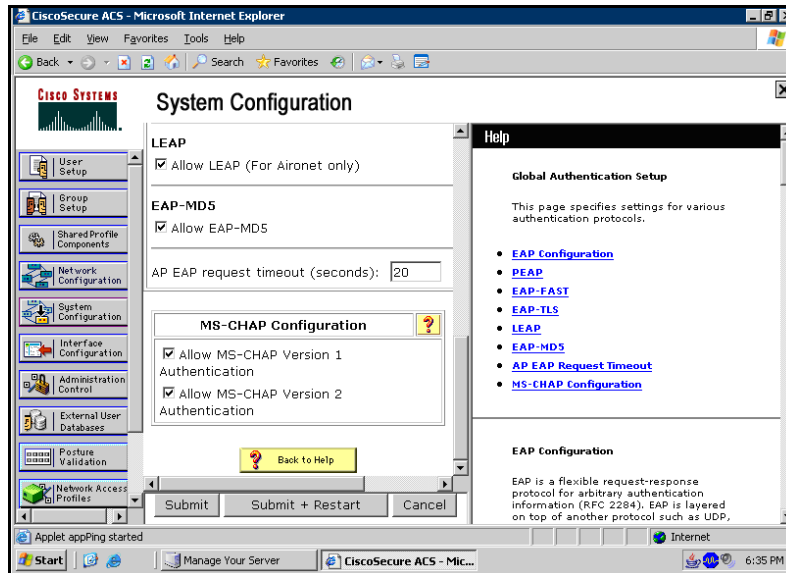 CiscoSecure ACS - Microsoft Internet Explorer
File Edit View Favorites Tools Help
Back Search Favorites
CISCO SYSTEMS
System Configuration
User
Setup
Group
Setup
Shared Profile
Components
Network
Configuration
System
Configuration
Interface
Configuration
Administration
Control
External User
Databases
Posture
Validation
Network Access
Profiles
LEAP
Allow LEAP (For Aironet only)
EAP-MD5
Allow EAP-MD5
AP EAP request timeout (seconds): 20
MS-CHAP Configuration ?
Allow MS-CHAP Version 1
Authentication
Allow MS-CHAP Version 2
Authentication
? Back to Help
Submit Submit + Restart Cancel
Help
Global Authentication Setup
This page specifies settings for various
authentication protocols.
EAP Configuration
PEAP
EAP-FAST
EAP-TLS
LEAP
EAP-MD5
AP EAP Request Timeout
MS-CHAP Configuration
EAP Configuration
EAP is a flexible request-response
protocol for arbitrary authentication
information (RFC 2284). EAP is layered
on top of another protocol such as UDP,
Applet appPing started Internet
Start Manage Your Server CiscoSecure ACS - Mic... 6:35 PM